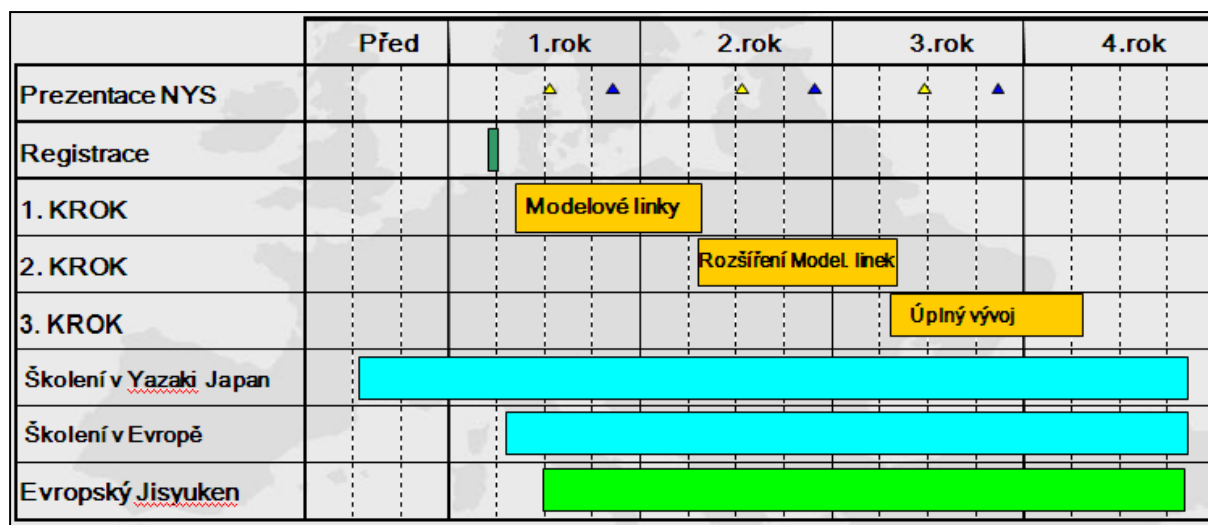 Před 1.rok 2.rok 3.rok 4.rok
Prezentace NYS
Registrace
1. KROK Modelové linky
2. KROK Rozšíření Model. linek
3. KROK Úplný vývoj
Školení v Yazaki Japan
Školení v Evropě
Evropský Jisyuken